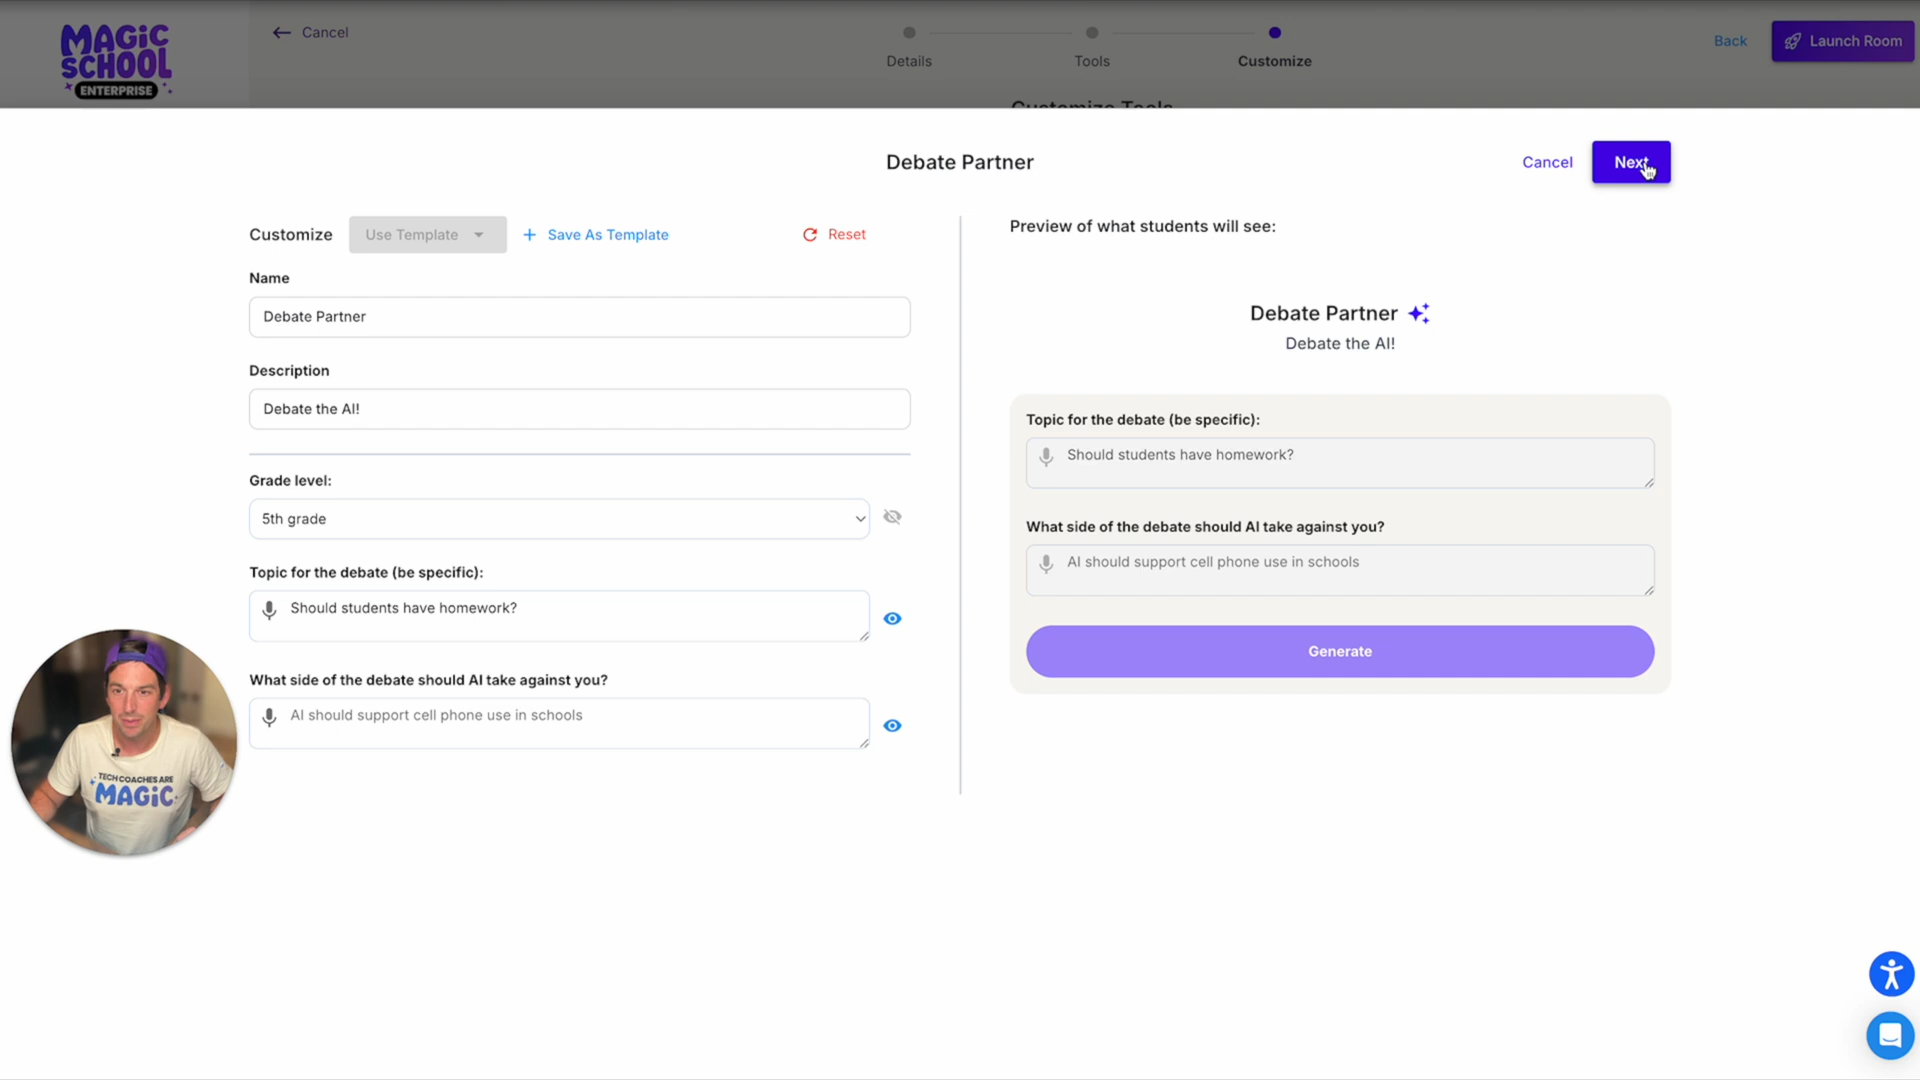 MAGiC
SCHOOL
ENTERPRISE
Cancel
Details
Tools
Customize
Back
Launch Room
Customize Tools
Debate Partner
Cancel
Next
Customize
Use Template
Save As Template
Reset
Name
Debate Partner
Description
Debate the AI!
Grade level:
5th grade
Topic for the debate (be specific):
Should students have homework?
What side of the debate should AI take against you?
AI should support cell phone use in schools
Preview of what students will see:
Debate Partner
Debate the AI!
Topic for the debate (be specific):
Should students have homework?
What side of the debate should AI take against you?
AI should support cell phone use in schools
Generate
TECH COACHES ARE
MAGiC